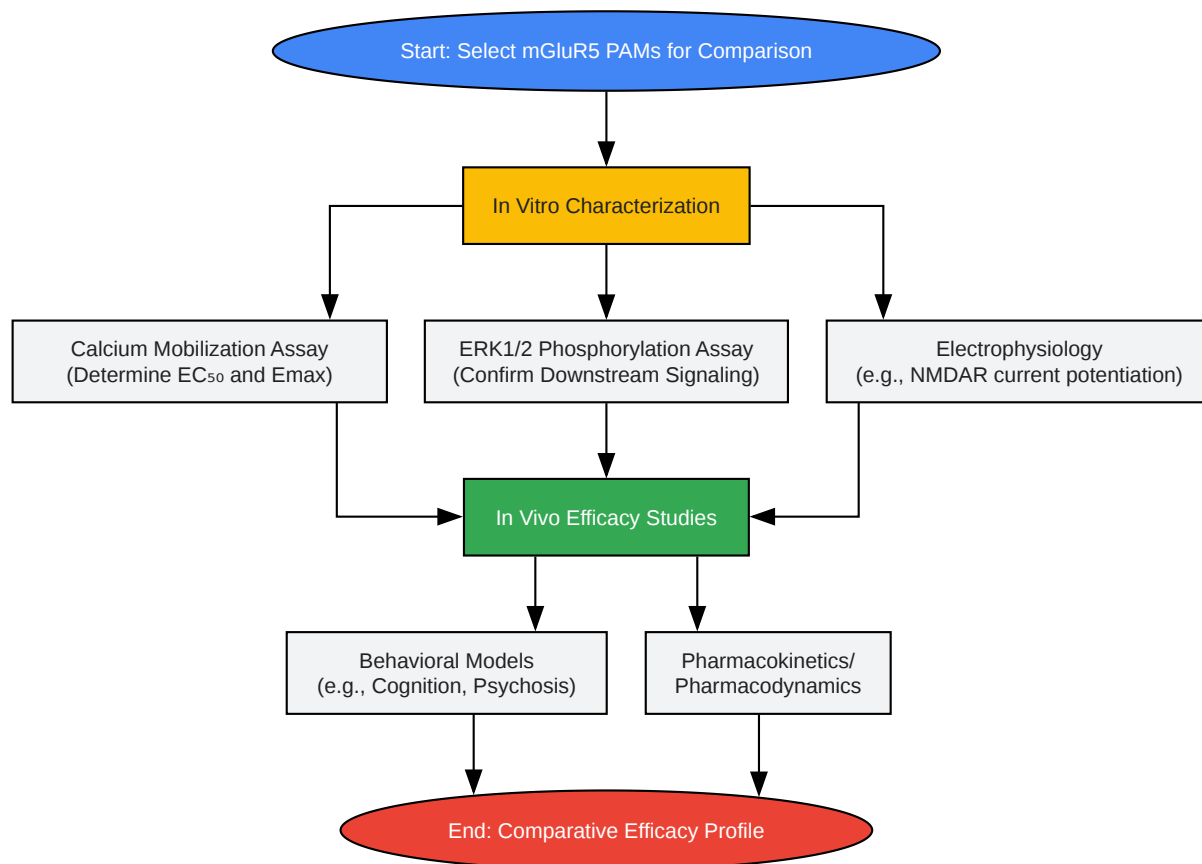 Start: Select mGluR5 PAMs for Comparison
In Vitro Characterization
Calcium Mobilization Assay
(Determine EC₅₀ and Emax)
ERK1/2 Phosphorylation Assay
(Confirm Downstream Signaling)
Electrophysiology
(e.g., NMDAR current potentiation)
In Vivo Efficacy Studies
Behavioral Models
(e.g., Cognition, Psychosis)
Pharmacokinetics/
Pharmacodynamics
End: Comparative Efficacy Profile